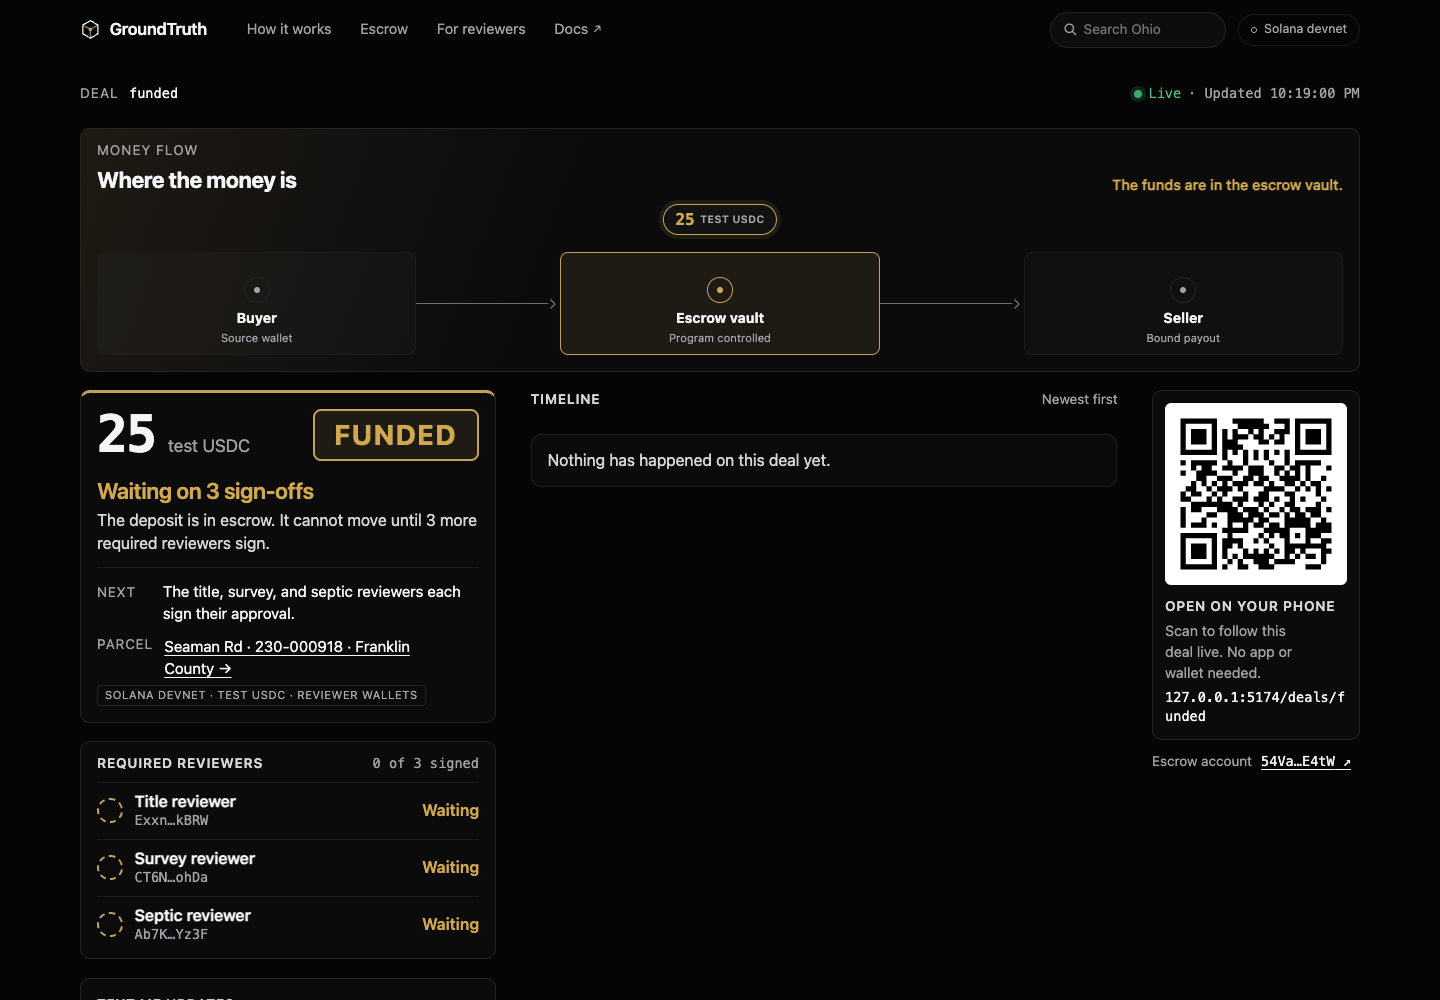 GroundTruth
How it works
Escrow
For reviewers
Docs ↗
Search Ohio
Solana devnet
DEAL funded
Live · Updated 10:19:00 PM
MONEY FLOW
Where the money is
The funds are in the escrow vault.
25 TEST USDC
Buyer
Source wallet
Escrow vault
Program controlled
Seller
Bound payout
25 test USDC
FUNDED
Waiting on 3 sign-offs
The deposit is in escrow. It cannot move until 3 more
required reviewers sign.
NEXT
The title, survey, and septic reviewers each
sign their approval.
PARCEL
Seaman Rd · 230-000918 · Franklin
County →
SOLANA DEVNET · TEST USDC · REVIEWER WALLETS
REQUIRED REVIEWERS
0 of 3 signed
Title reviewer
Exxn…kBRW
Waiting
Survey reviewer
CT6N…ohDa
Waiting
Septic reviewer
Ab7K…Yz3F
Waiting
TIMELINE
Newest first
Nothing has happened on this deal yet.
OPEN ON YOUR PHONE
Scan to follow this
deal live. No app or
wallet needed.
127.0.0.1:5174/deals/f
unded
Escrow account 54Va…E4tW ↗